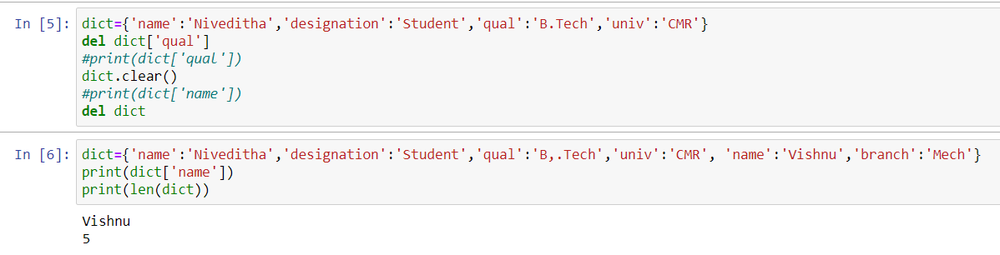 In [5]: dict={'name':'Niveditha','designation':'Student','qual':'B.Tech','univ':'CMR'}
del dict['qual']
#print(dict['qual'])
dict.clear()
#print(dict['name'])
del dict
In [6]: dict={'name':'Niveditha','designation':'Student','qual':'B,.Tech','univ':'CMR', 'name':'Vishnu','branch':'Mech'}
print(dict['name'])
print(len(dict))
Vishnu
5